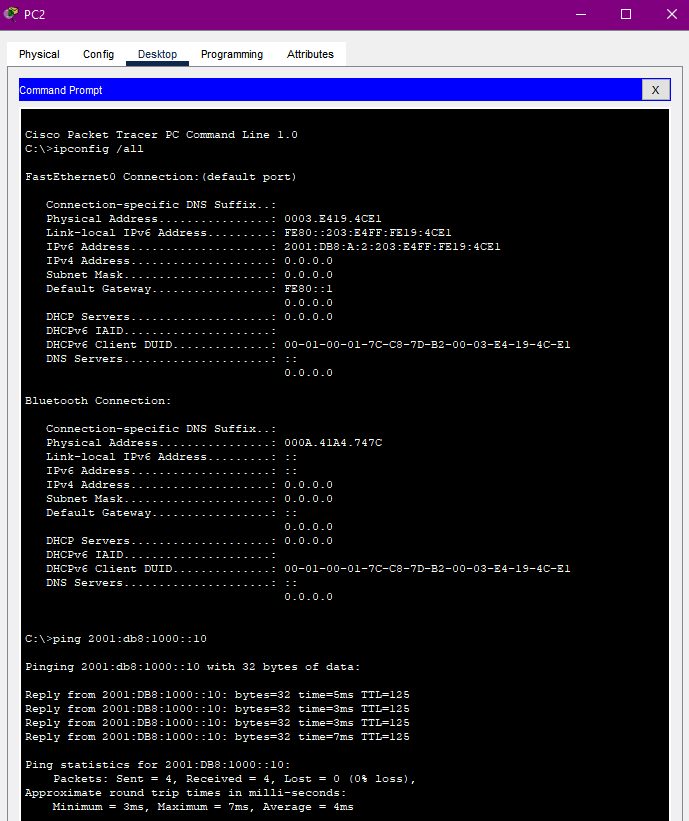 PC2
Physical Config Desktop Programming Attributes
Command Prompt X
Cisco Packet Tracer PC Command Line 1.0
C:\>ipconfig /all
FastEthernet0 Connection:(default port)
Connection-specific DNS Suffix..:
Physical Address................: 0003.E419.4CE1
Link-local IPv6 Address.........: FE80::203:E4FF:FE19:4CE1
IPv6 Address....................: 2001:DB8:A:2:203:E4FF:FE19:4CE1
IPv4 Address....................: 0.0.0.0
Subnet Mask.....................: 0.0.0.0
Default Gateway.................: FE80::1
0.0.0.0
DHCP Servers....................: 0.0.0.0
DHCPv6 IAID.....................:
DHCPv6 Client DUID..............: 00-01-00-01-7C-C8-7D-B2-00-03-E4-19-4C-E1
DNS Servers.....................: ::
0.0.0.0
Bluetooth Connection:
Connection-specific DNS Suffix..:
Physical Address................: 000A.41A4.747C
Link-local IPv6 Address.........: ::
IPv6 Address....................: ::
IPv4 Address....................: 0.0.0.0
Subnet Mask.....................: 0.0.0.0
Default Gateway.................: ::
0.0.0.0
DHCP Servers....................: 0.0.0.0
DHCPv6 IAID.....................:
DHCPv6 Client DUID..............: 00-01-00-01-7C-C8-7D-B2-00-03-E4-19-4C-E1
DNS Servers.....................: ::
0.0.0.0
C:\>ping 2001:db8:1000::10
Pinging 2001:db8:1000::10 with 32 bytes of data:
Reply from 2001:DB8:1000::10: bytes=32 time=5ms TTL=125
Reply from 2001:DB8:1000::10: bytes=32 time=3ms TTL=125
Reply from 2001:DB8:1000::10: bytes=32 time=3ms TTL=125
Reply from 2001:DB8:1000::10: bytes=32 time=7ms TTL=125
Ping statistics for 2001:DB8:1000::10:
Packets: Sent = 4, Received = 4, Lost = 0 (0% loss),
Approximate round trip times in milli-seconds:
Minimum = 3ms, Maximum = 7ms, Average = 4ms